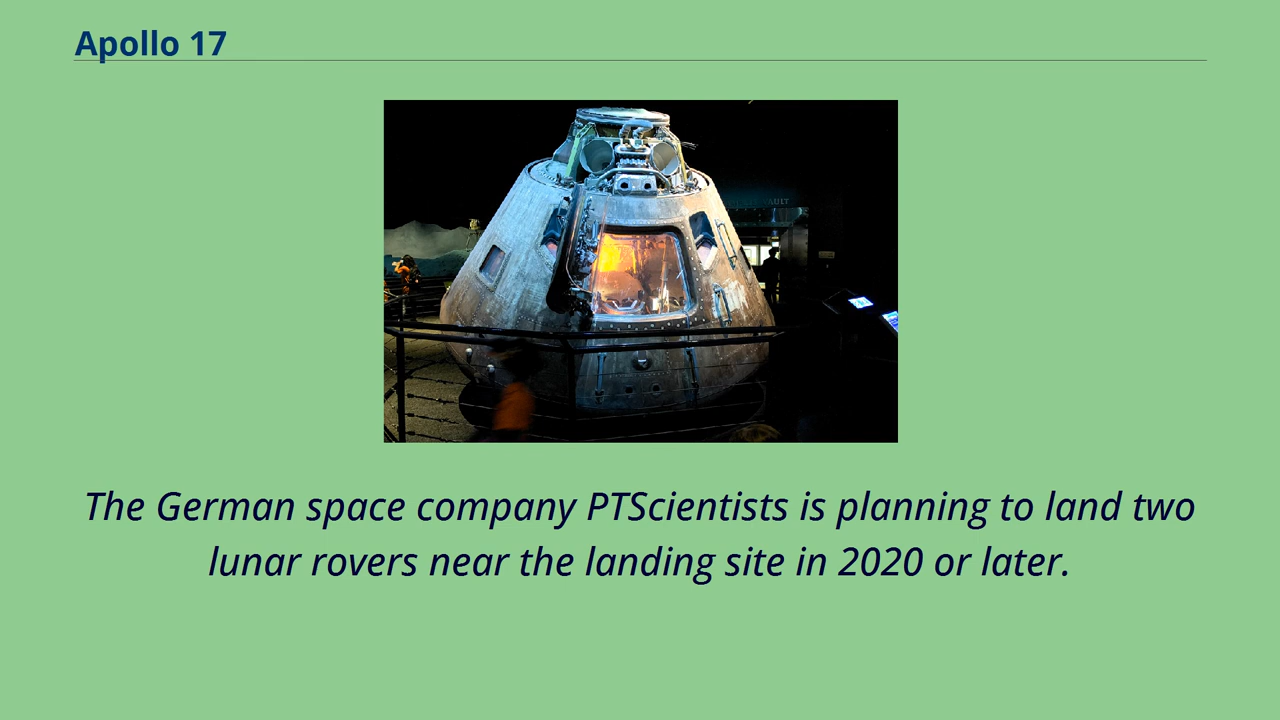 Apollo 17
The German space company PTScientists is planning to land two
lunar rovers near the landing site in 2020 or later.